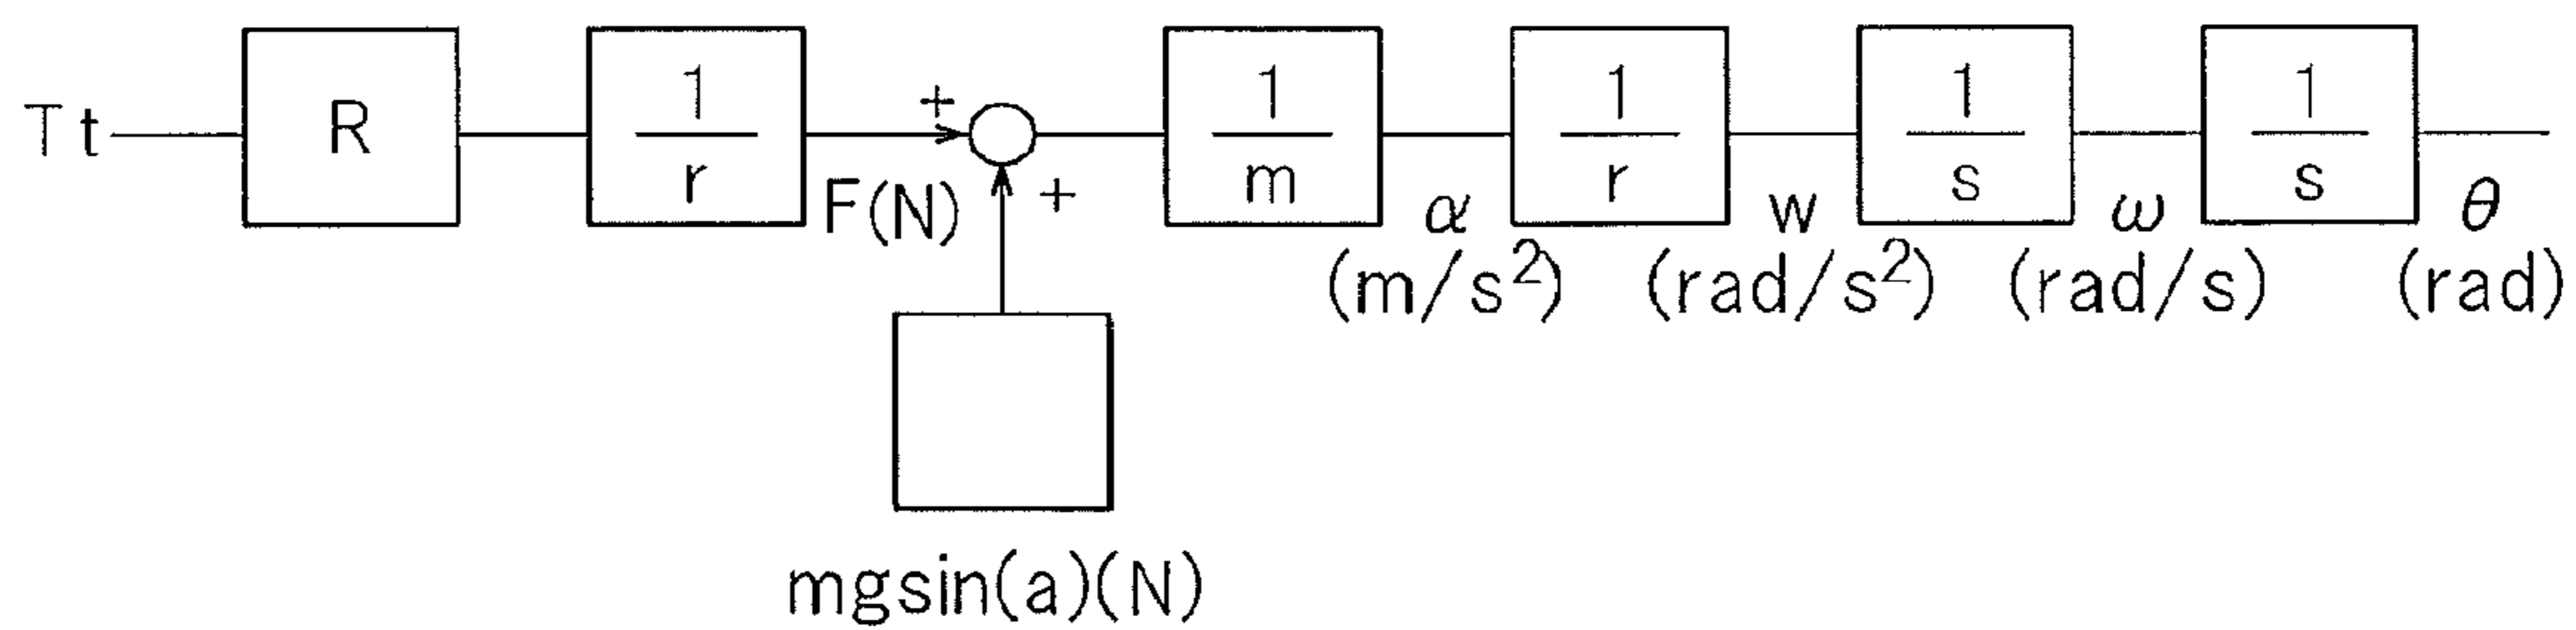 Tt
R
1
r
+
F(N)
+
mgsin(a)(N)
1
m
α
(m/s²)
1
r
w
(rad/s²)
1
s
ω
(rad/s)
1
s
θ
(rad)